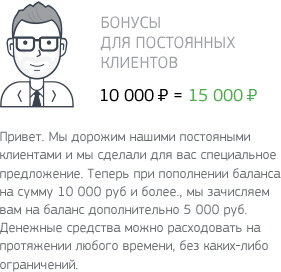 БОНУСЫ
ДЛЯ ПОСТОЯННЫХ
КЛИЕНТОВ
10 000 ₽ = 15 000 ₽
Привет. Мы дорожим нашими постояными
клиентами и мы сделали для вас специальное
предложение. Теперь при пополнении баланса
на сумму 10 000 руб и более., мы зачисляем
вам на баланс дополнительно 5 000 руб.
Денежные средства можно расходовать на
протяжении любого времени, без каких-либо
ограничений.